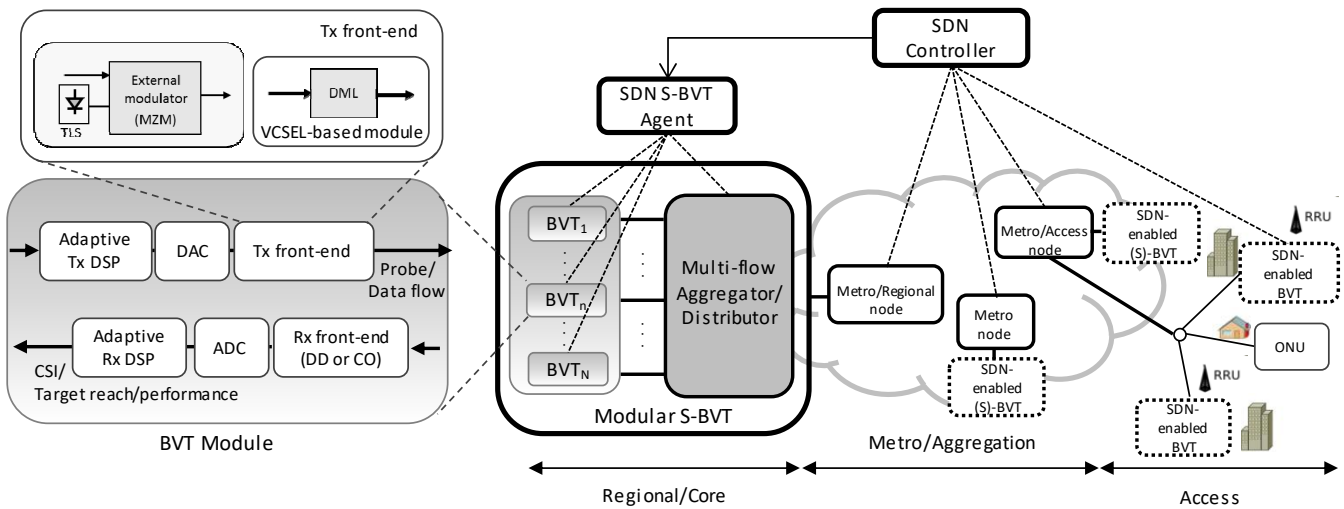 Tx front-end
External
modulator
(MZM)
TLS
DML
VCSEL-based module
SDN
Controller
SDN S-BVT
Agent
Adaptive
Tx DSP
DAC
Tx front-end
Probe/
Data flow
Adaptive
Rx DSP
ADC
Rx front-end
(DD or CO)
CSI/
Target reach/performance
BVT Module
BVT1
BVTn
BVTN
Multi-flow
Aggregator/
Distributor
Modular S-BVT
Metro/Regional
node
Metro
node
SDN-
enabled
(S)-BVT
Metro/Access
node
SDN-
enabled
(S)-BVT
RRU
SDN-
enabled
BVT
ONU
RRU
SDN-
enabled
BVT
Metro/Aggregation
Regional/Core
Access